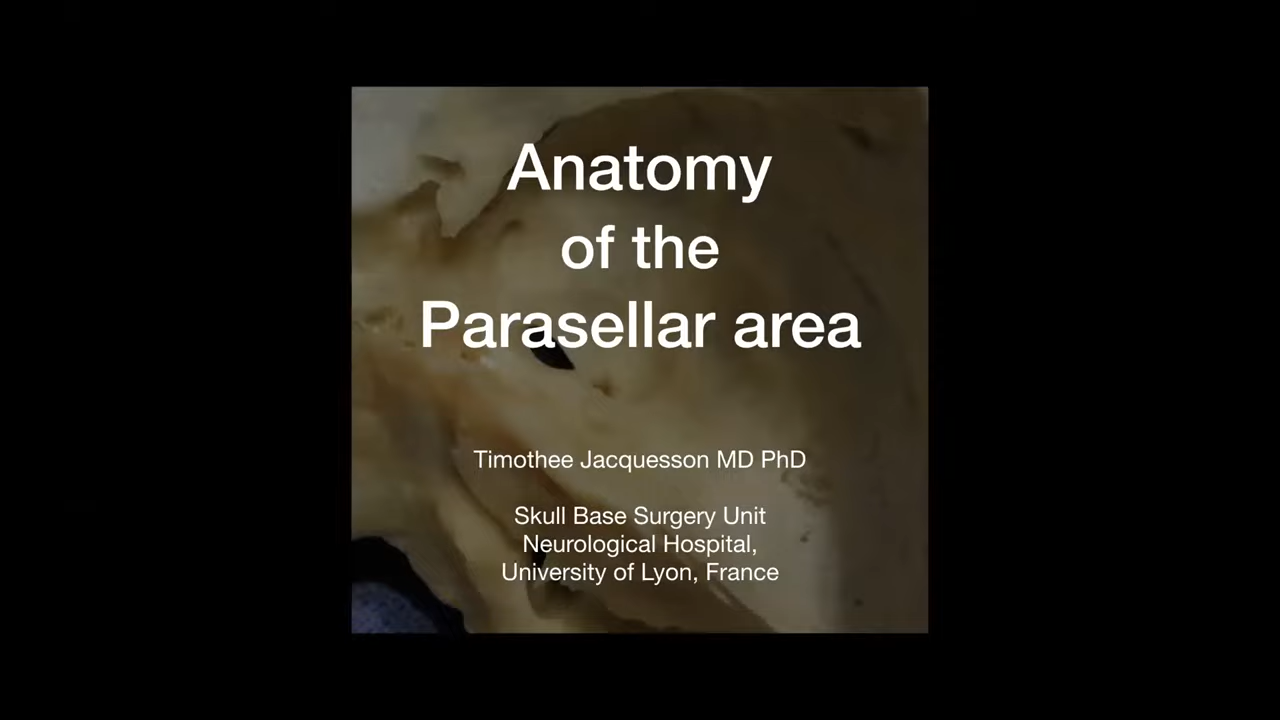 Anatomy
of the
Parasellar area
Timothee Jacquesson MD PhD
Skull Base Surgery Unit
Neurological Hospital,
University of Lyon, France